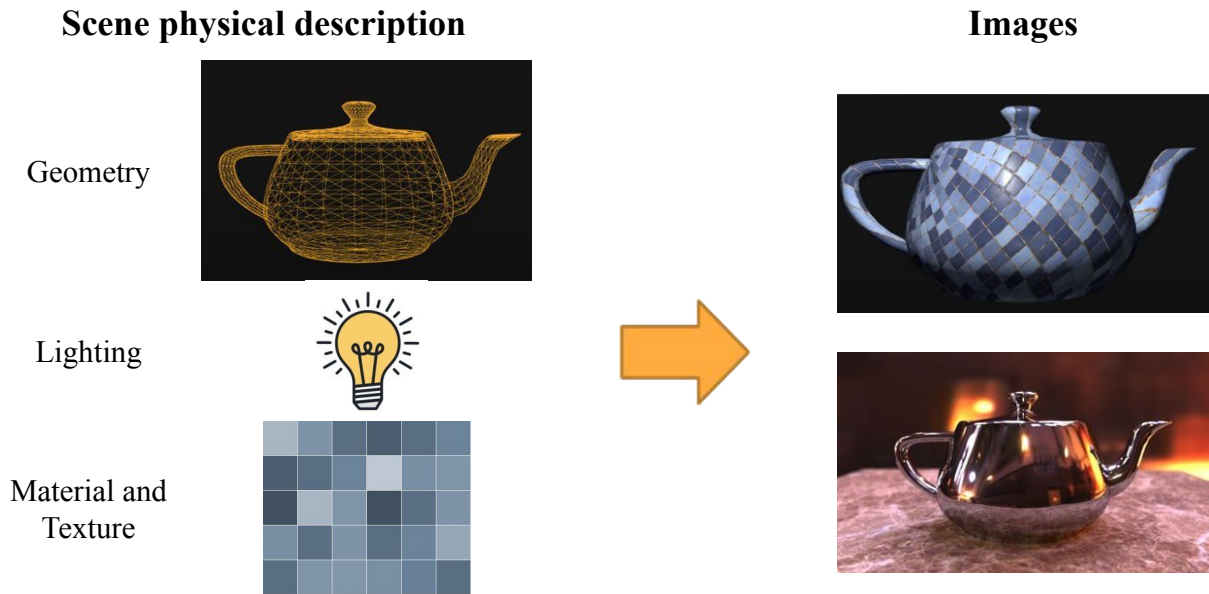 Scene physical description
Images
Geometry
Lighting
Material and
Texture